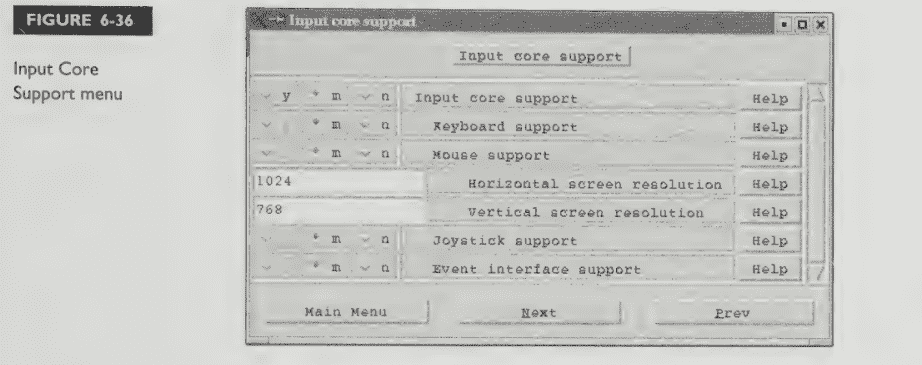 FIGURE 6-36
Input Core
Support menu
Input core support
Input core support
y m n Input core support Help
m n Keyboard support Help
m n Mouse support Help
1024 Horizontal screen resolution Help
768 Vertical screen resolution Help
m n Joystick support Help
m n Event interface support Help
Main Menu Next Prev